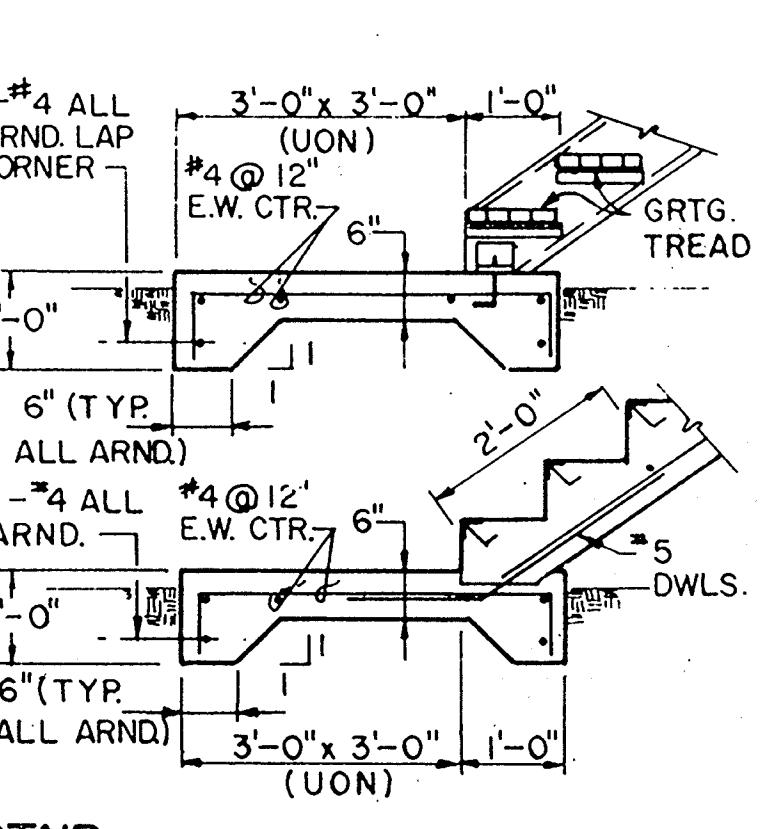 3'-0" x 3'-0"
1'-0"
(UON)
-#4 ALL
RND. LAP
ORNER
#4 @ 12"
E.W. CTR.
6"
GRTG.
TREAD
'-0"
1
1
6" (TYP.
ALL ARND.)
2'-0"
-#4 ALL
ARND.
#4 @ 12'
E.W. CTR.
6"
#5
DWLS.
'-0"
1
1
6" (TYP.
ALL ARND.)
3'-0" x 3'-0"
1'-0"
(UON)